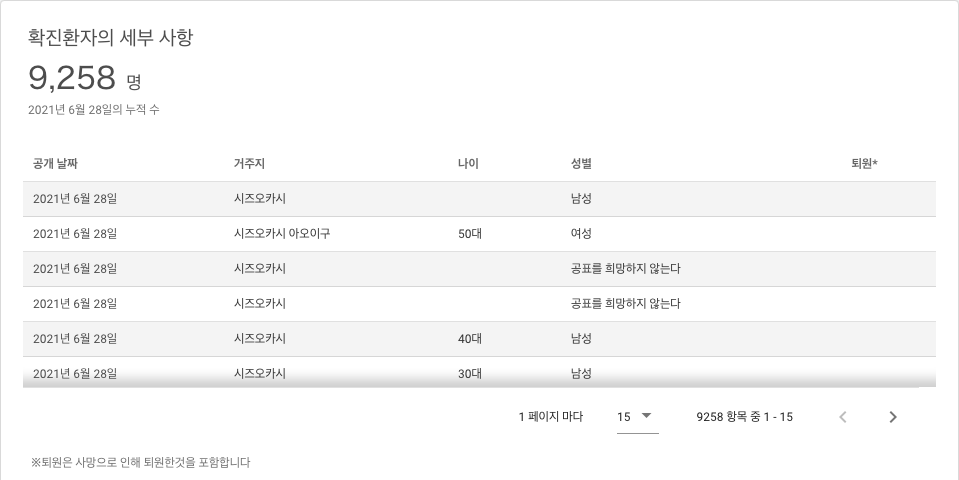 확진환자의 세부 사항
9,258 명
2021년 6월 28일의 누적 수
공개 날짜 거주지 나이 성별 퇴원*
2021년 6월 28일 시즈오카시 남성
2021년 6월 28일 시즈오카시 아오이구 50대 여성
2021년 6월 28일 시즈오카시 공표를 희망하지 않는다
2021년 6월 28일 시즈오카시 공표를 희망하지 않는다
2021년 6월 28일 시즈오카시 40대 남성
2021년 6월 28일 시즈오카시 30대 남성
1 페이지 마다 15 9258 항목 중 1 - 15
※퇴원은 사망으로 인해 퇴원한것을 포함합니다